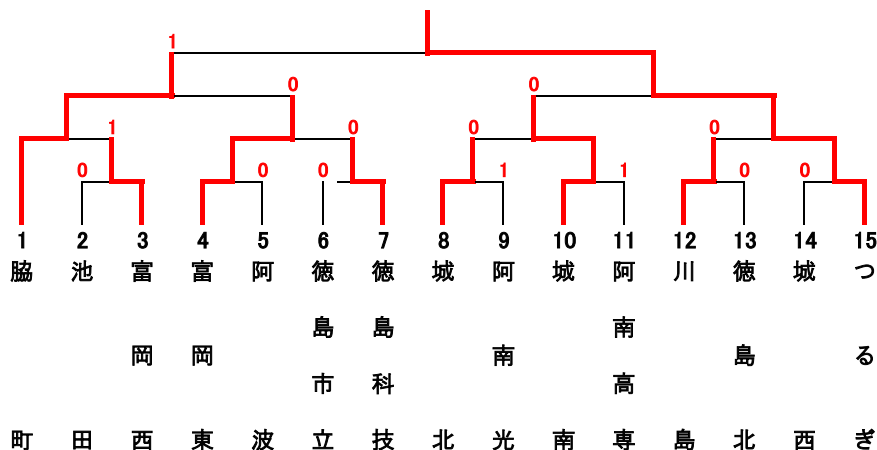 1
0
0
1
0
0
0
0
0
0
0
1
1
0
0
1
2
3
4
5
6
7
8
9
10
11
12
13
14
15
脇町
池田
富岡西
富岡東
阿波
徳島市立
徳島科技
城北
阿南光
城南
阿南高専
川島
徳島北
城西
つるぎ